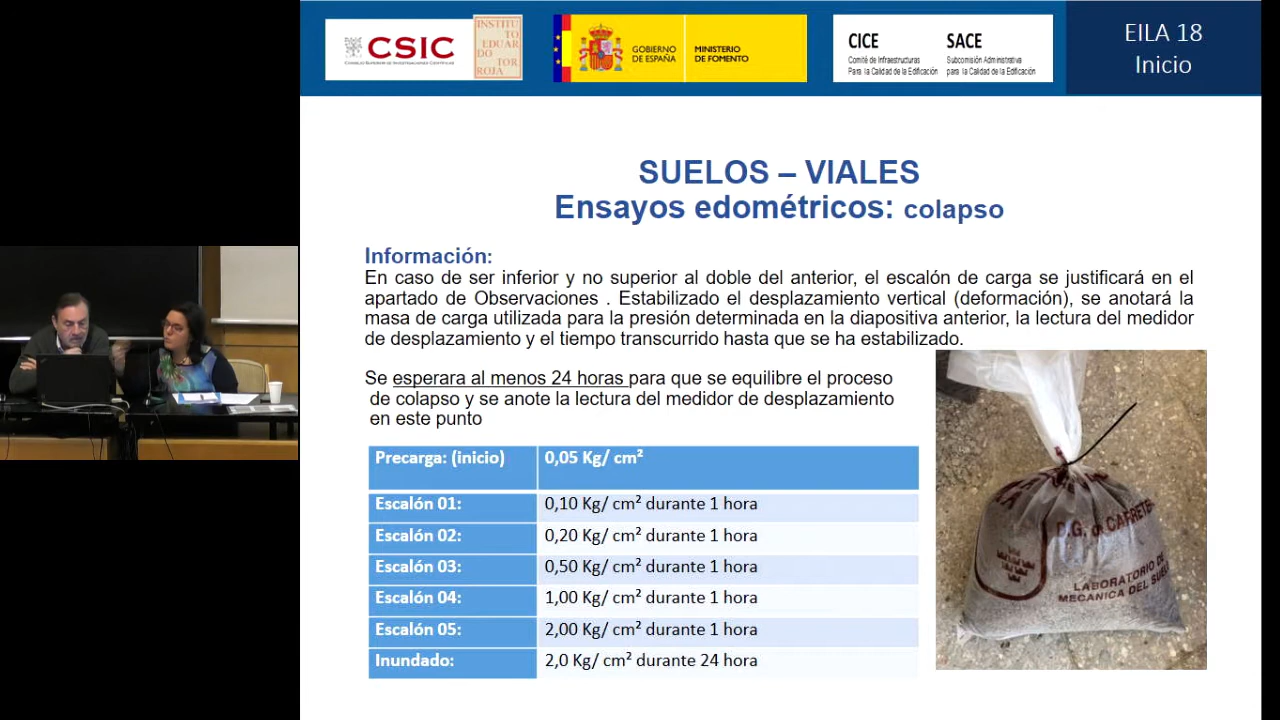 CSIC
CONSEJO SUPERIOR DE INVESTIGACIONES CIENTÍFICAS
INSTITU
TO
EDUAR
DO
TOR
ROJA
GOBIERNO
DE ESPAÑA
MINISTERIO
DE FOMENTO
CICE
Comité de Infraestructuras
Para la Calidad de la Edificación
SACE
Subcomisión Administrativa
para la Calidad de la Edificación
EILA 18
Inicio
SUELOS – VIALES
Ensayos edométricos: colapso
Información:
En caso de ser inferior y no superior al doble del anterior, el escalón de carga se justificará en el
apartado de Observaciones . Estabilizado el desplazamiento vertical (deformación), se anotará la
masa de carga utilizada para la presión determinada en la diapositiva anterior, la lectura del medidor
de desplazamiento y el tiempo transcurrido hasta que se ha estabilizado.
Se esperara al menos 24 horas para que se equilibre el proceso
de colapso y se anote la lectura del medidor de desplazamiento
en este punto
Precarga: (inicio) 0,05 Kg/ cm²
Escalón 01: 0,10 Kg/ cm² durante 1 hora
Escalón 02: 0,20 Kg/ cm² durante 1 hora
Escalón 03: 0,50 Kg/ cm² durante 1 hora
Escalón 04: 1,00 Kg/ cm² durante 1 hora
Escalón 05: 2,00 Kg/ cm² durante 1 hora
Inundado: 2,0 Kg/ cm² durante 24 hora
D.G. de CARRETE
LABORATORIO DE
MECANICA DEL SUE